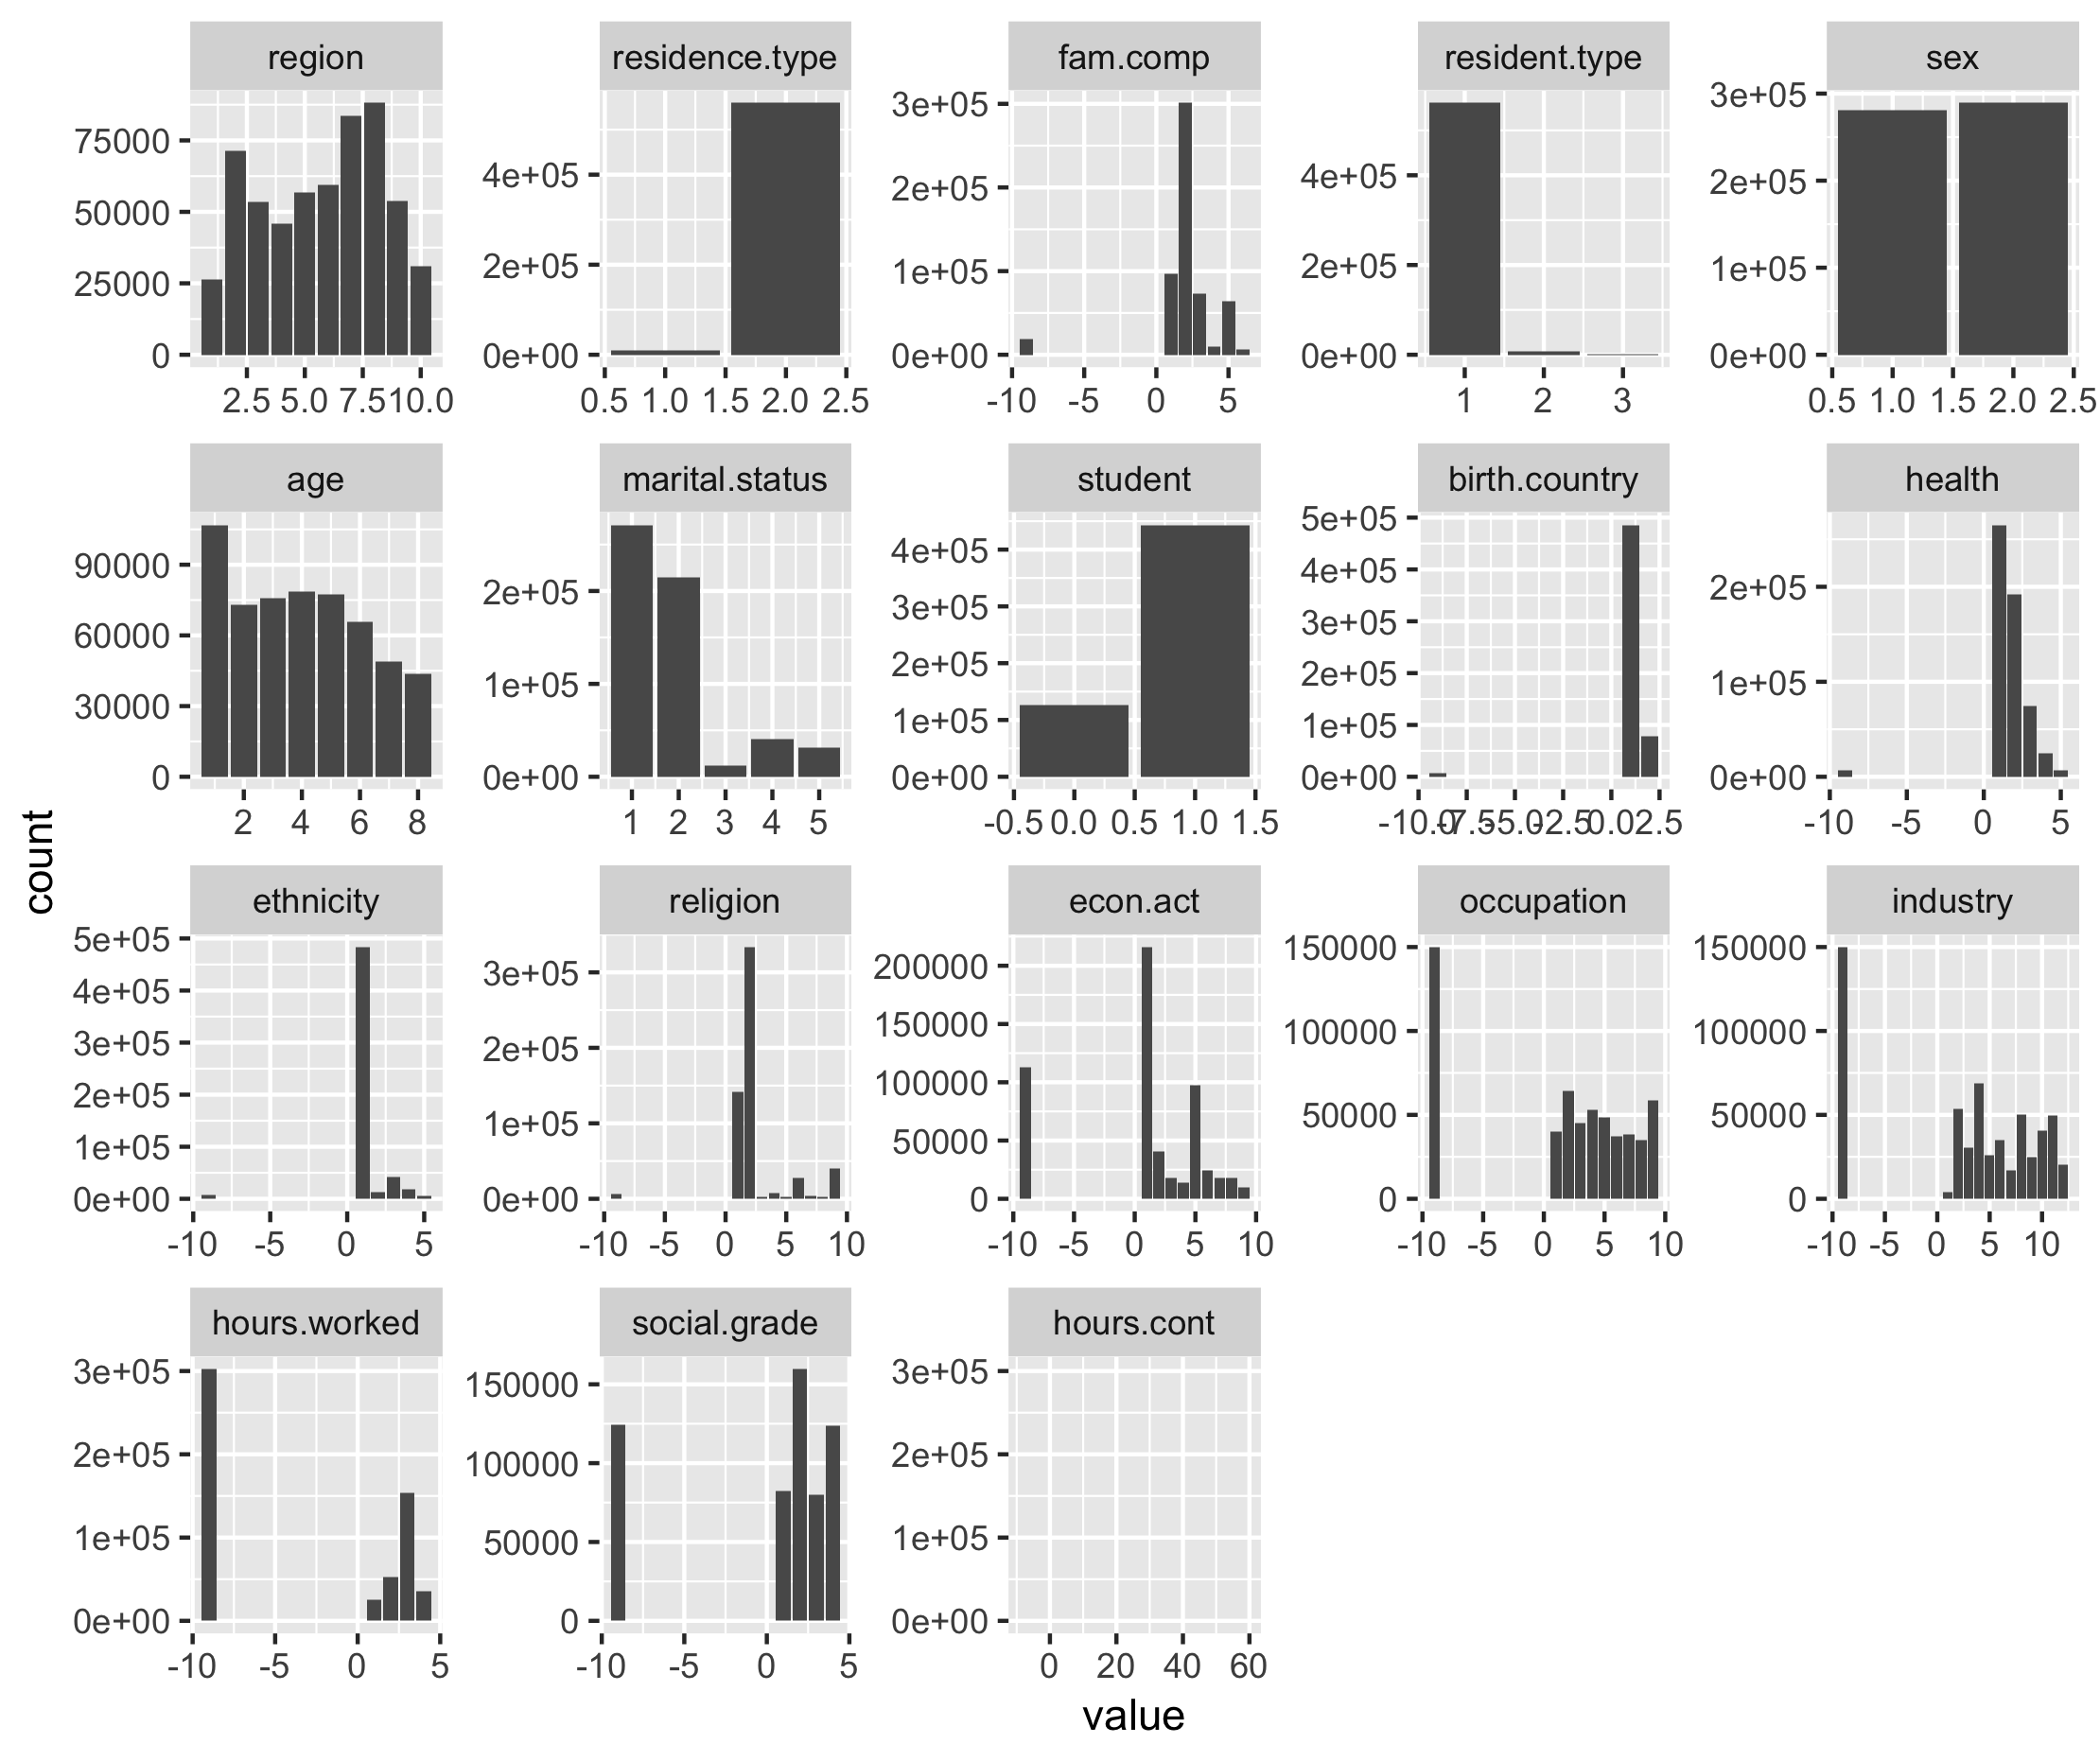 region
75000
50000
25000
0
2.5 5.0 7.5 10.0
residence.type
4e+05
2e+05
0e+00
0.5 1.0 1.5 2.0 2.5
fam.comp
3e+05
2e+05
1e+05
0e+00
-10 -5 0 5
resident.type
4e+05
2e+05
0e+00
1 2 3
sex
3e+05
2e+05
1e+05
0e+00
0.5 1.0 1.5 2.0 2.5
age
90000
60000
30000
0
2 4 6 8
marital.status
2e+05
1e+05
0e+00
1 2 3 4 5
student
4e+05
3e+05
2e+05
1e+05
0e+00
-0.5 0.0 0.5 1.0 1.5
birth.country
5e+05
4e+05
3e+05
2e+05
1e+05
0e+00
-10.0 -7.5 -5.0 -2.5 0.0 2.5
health
2e+05
1e+05
0e+00
-10 -5 0 5
count
ethnicity
5e+05
4e+05
3e+05
2e+05
1e+05
0e+00
-10 -5 0 5
religion
3e+05
2e+05
1e+05
0e+00
-10 -5 0 5 10
econ.act
200000
150000
100000
50000
0
-10 -5 0 5 10
occupation
150000
100000
50000
0
-10 -5 0 5 10
industry
150000
100000
50000
0
-10 -5 0 5 10
hours.worked
3e+05
2e+05
1e+05
0e+00
-10 -5 0 5
social.grade
150000
100000
50000
0
-10 -5 0 5
hours.cont
3e+05
2e+05
1e+05
0e+00
0 20 40 60
value